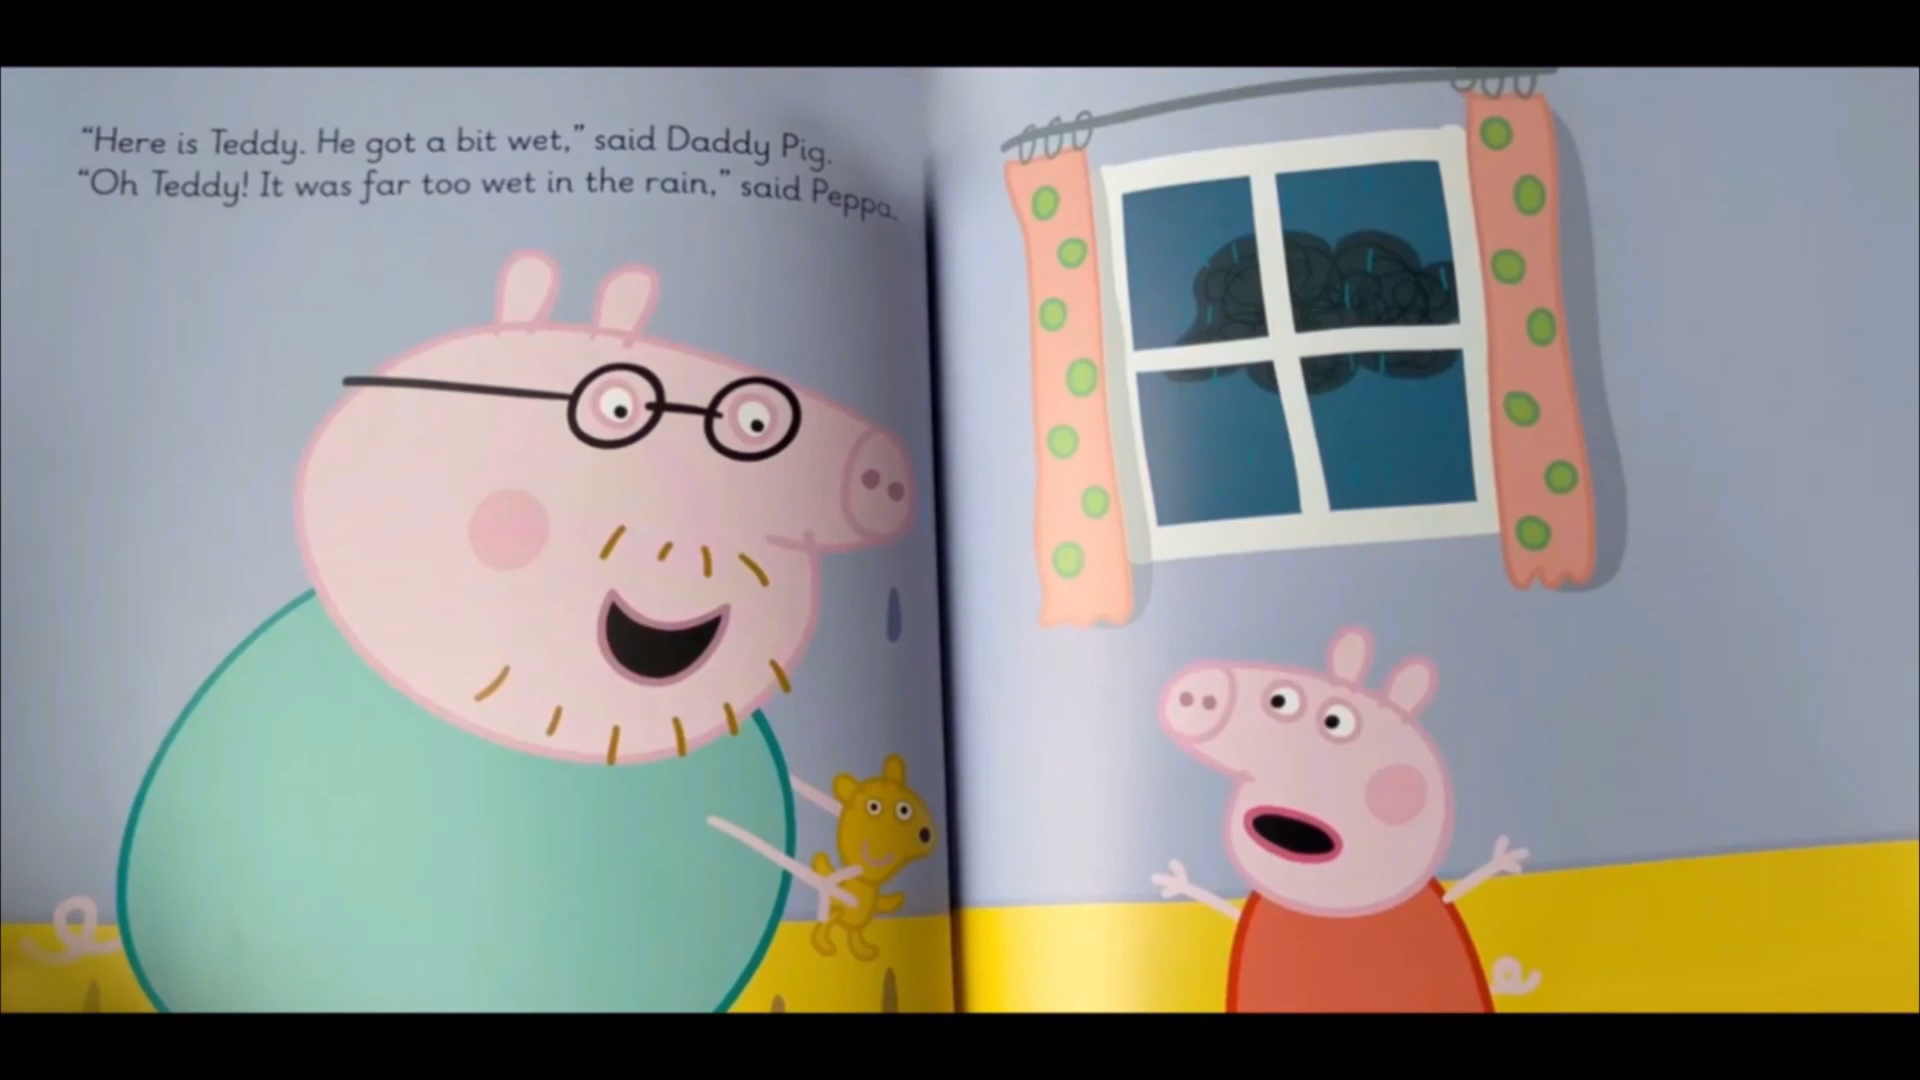 “Here is Teddy. He got a bit wet,” said Daddy Pig.
“Oh Teddy! It was far too wet in the rain,” said Peppa.